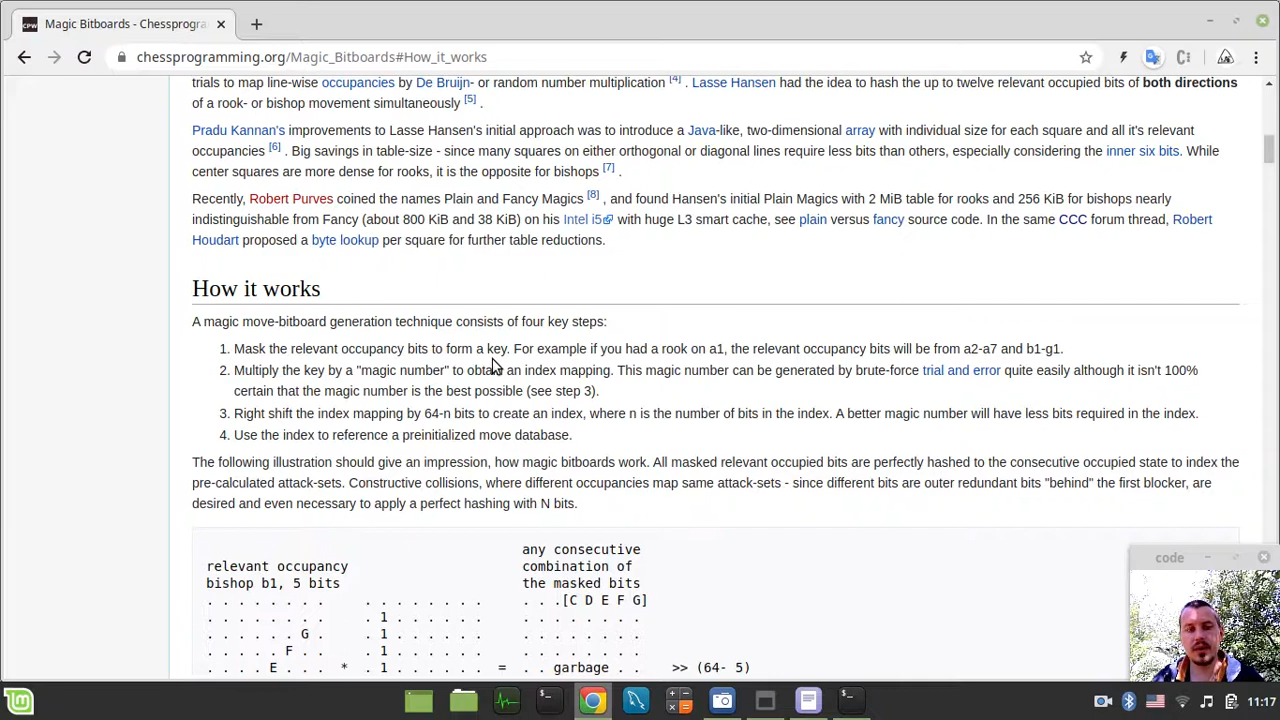 Magic Bitboards - Chessprogra
chessprogramming.org/Magic_Bitboards#How_it_works
trials to map line-wise occupancies by De Bruijn- or random number multiplication [4] . Lasse Hansen had the idea to hash the up to twelve relevant occupied bits of both directions
of a rook- or bishop movement simultaneously [5] .
Pradu Kannan's improvements to Lasse Hansen's initial approach was to introduce a Java-like, two-dimensional array with individual size for each square and all it's relevant
occupancies [6] . Big savings in table-size - since many squares on either orthogonal or diagonal lines require less bits than others, especially considering the inner six bits. While
center squares are more dense for rooks, it is the opposite for bishops [7] .
Recently, Robert Purves coined the names Plain and Fancy Magics [8] , and found Hansen's initial Plain Magics with 2 MiB table for rooks and 256 KiB for bishops nearly
indistinguishable from Fancy (about 800 KiB and 38 KiB) on his Intel i5 with huge L3 smart cache, see plain versus fancy source code. In the same CCC forum thread, Robert
Houdart proposed a byte lookup per square for further table reductions.
How it works
A magic move-bitboard generation technique consists of four key steps:
1. Mask the relevant occupancy bits to form a key. For example if you had a rook on a1, the relevant occupancy bits will be from a2-a7 and b1-g1.
2. Multiply the key by a "magic number" to obtain an index mapping. This magic number can be generated by brute-force trial and error quite easily although it isn't 100%
certain that the magic number is the best possible (see step 3).
3. Right shift the index mapping by 64-n bits to create an index, where n is the number of bits in the index. A better magic number will have less bits required in the index.
4. Use the index to reference a preinitialized move database.
The following illustration should give an impression, how magic bitboards work. All masked relevant occupied bits are perfectly hashed to the consecutive occupied state to index the
pre-calculated attack-sets. Constructive collisions, where different occupancies map same attack-sets - since different bits are outer redundant bits "behind" the first blocker, are
desired and even necessary to apply a perfect hashing with N bits.
any consecutive
relevant occupancy combination of
bishop b1, 5 bits the masked bits
. . . . . . . . . . . . . . . . . . .[C D E F G]
. . . . . . . . . 1 . . . . . . . . . . . . . .
. . . . . . G . . 1 . . . . . . . . . . . . . .
. . . . . F . . . 1 . . . . . . . . . . . . . .
. . . . E . . . * . 1 . . . . . . = . . garbage . . >> (64- 5)
code
11:17